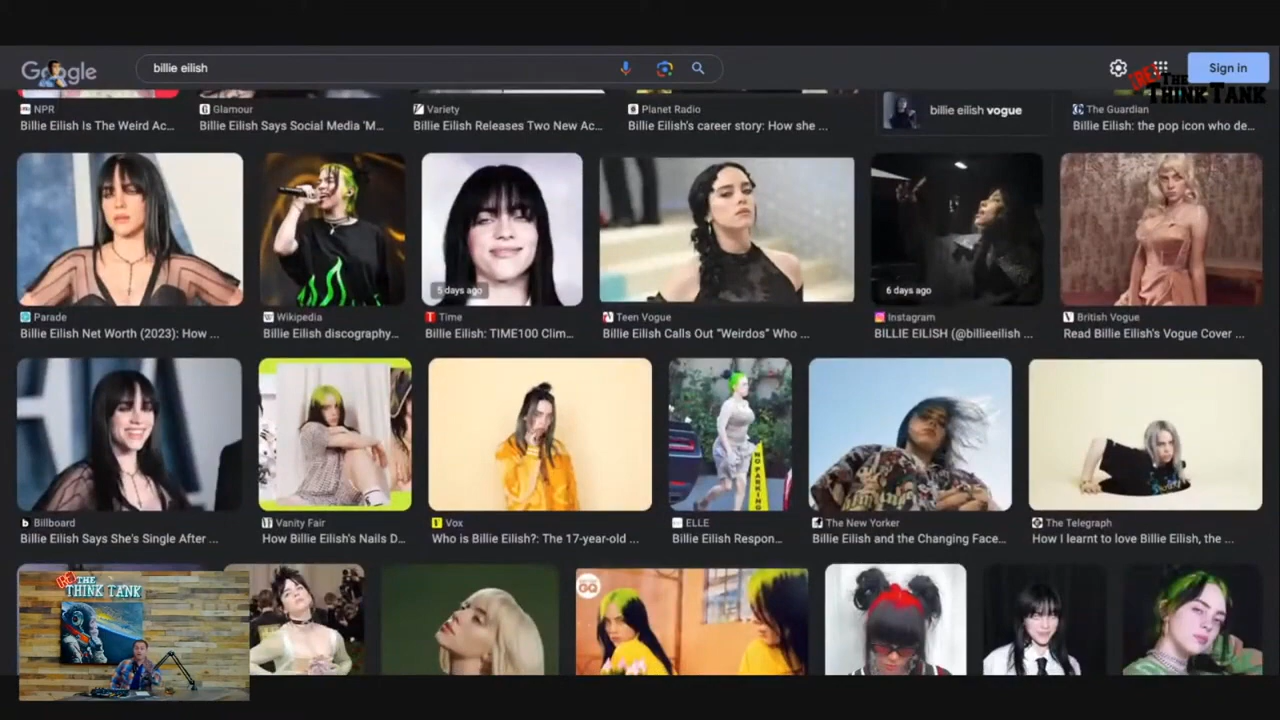 Google
billie eilish
Sign in
(RE) THE
THINK TANK
NPR
Billie Eilish Is The Weird Ac...
Glamour
Billie Eilish Says Social Media 'M...
Variety
Billie Eilish Releases Two New Ac...
Planet Radio
Billie Eilish's career story: How she ...
billie eilish vogue
The Guardian
Billie Eilish: the pop icon who de...
5 days ago
6 days ago
Parade
Billie Eilish Net Worth (2023): How ...
Wikipedia
Billie Eilish discography...
Time
Billie Eilish: TIME100 Clim...
Teen Vogue
Billie Eilish Calls Out “Weirdos” Who ...
Instagram
BILLIE EILISH (@billieeilish ...
British Vogue
Read Billie Eilish's Vogue Cover ...
NO PARKING
Billboard
Billie Eilish Says She's Single After ...
Vanity Fair
How Billie Eilish's Nails D...
Vox
Who is Billie Eilish?: The 17-year-old ...
ELLE
Billie Eilish Respon...
The New Yorker
Billie Eilish and the Changing Face...
The Telegraph
How I learnt to love Billie Eilish, the ...
(RE) THE
THINK TANK
GQ